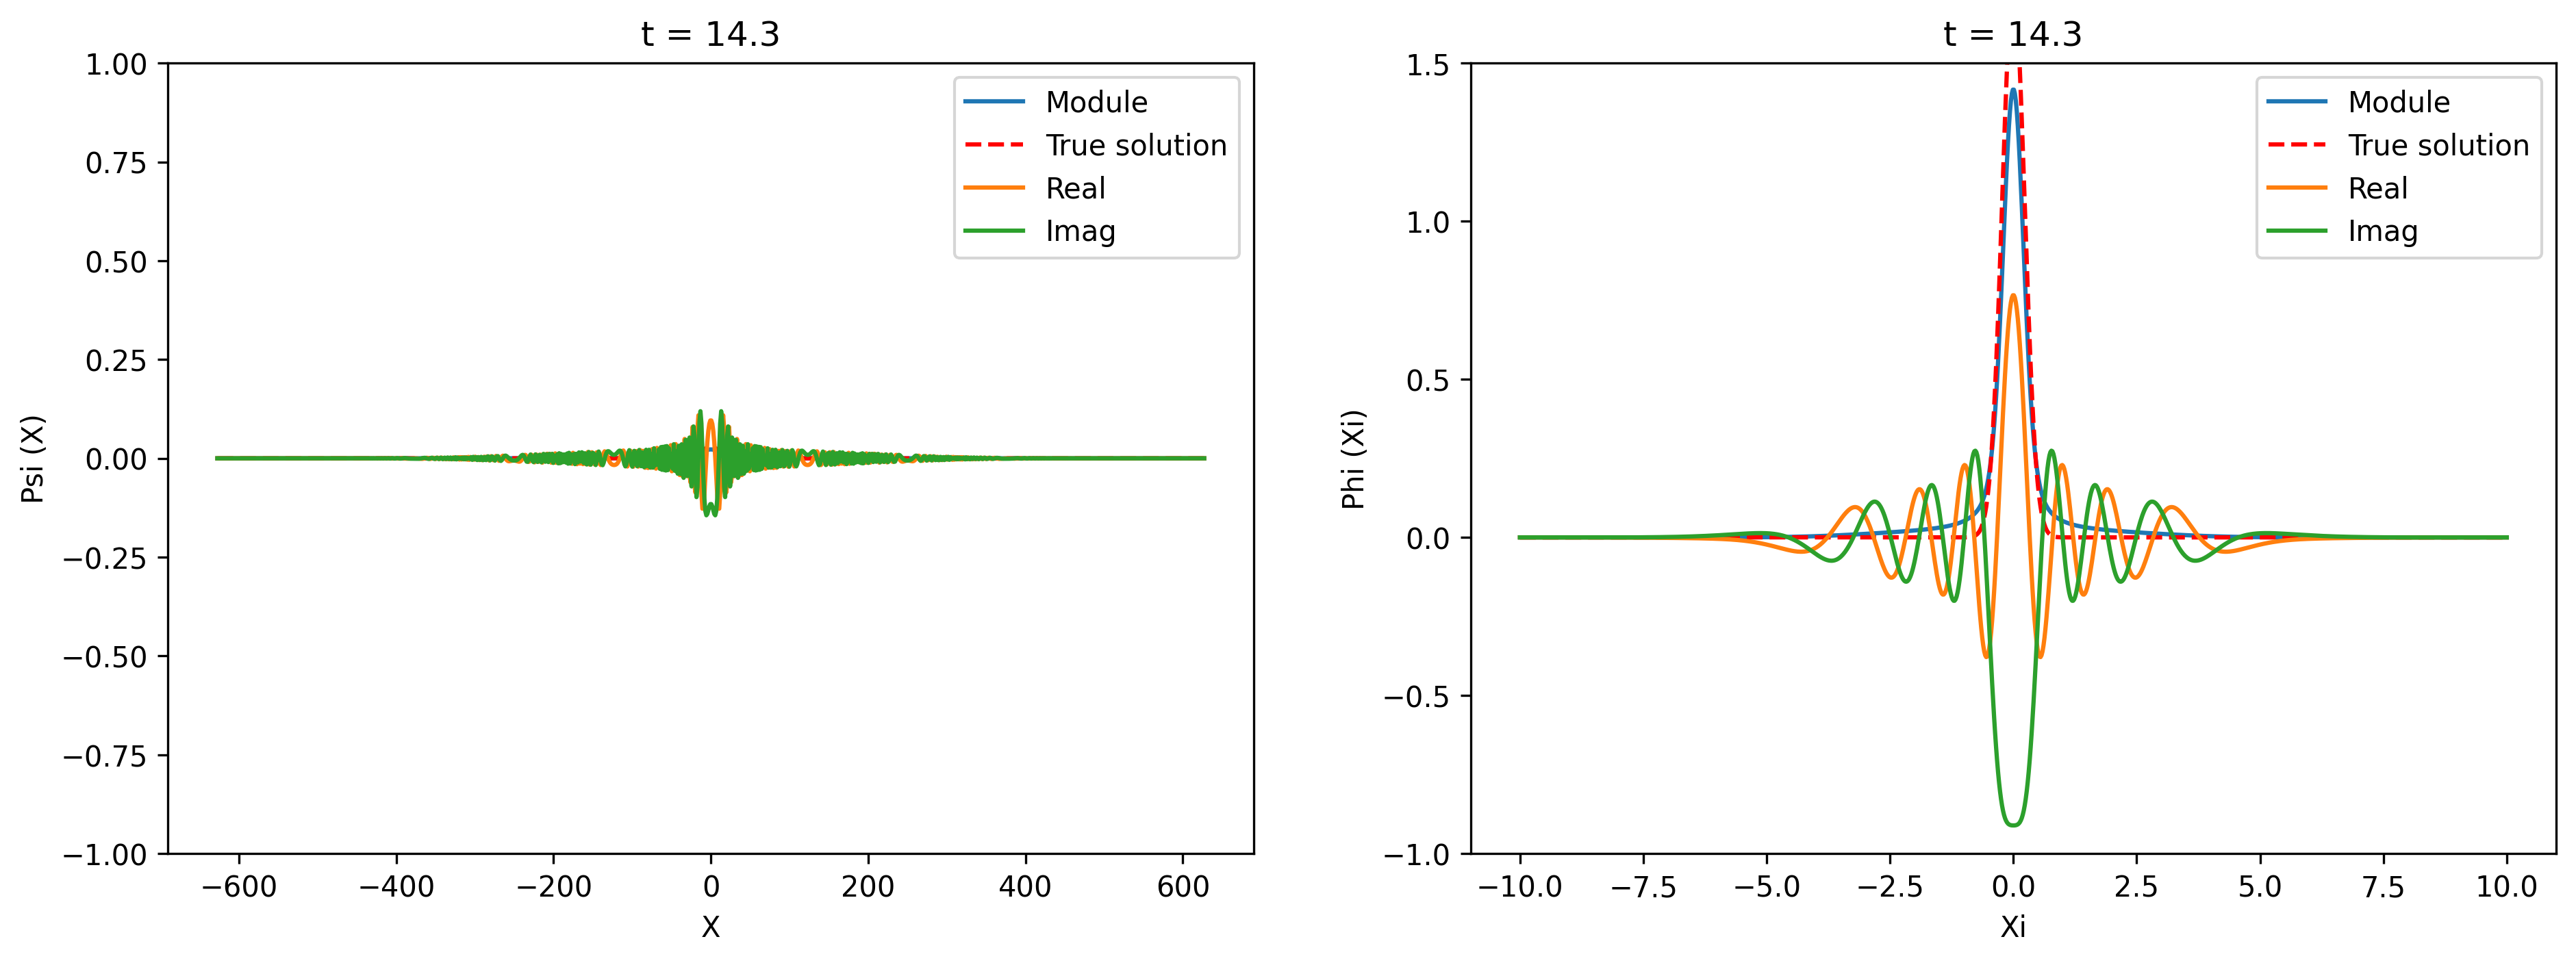 t = 14.3
1.00
0.75
0.50
0.25
0.00
−0.25
−0.50
−0.75
−1.00
Psi (X)
−600
−400
−200
0
200
400
600
X
Module
True solution
Real
Imag
t = 14.3
1.5
1.0
0.5
0.0
−0.5
−1.0
Phi (Xi)
−10.0
−7.5
−5.0
−2.5
0.0
2.5
5.0
7.5
10.0
Xi
Module
True solution
Real
Imag